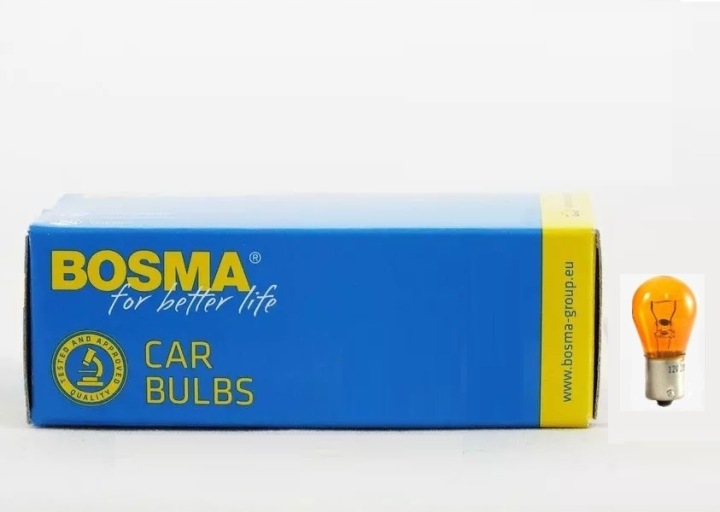 BOSMA®
for better life
TESTED AND APPROVED
QUALITY
CAR
BULBS
www.bosma-group.eu